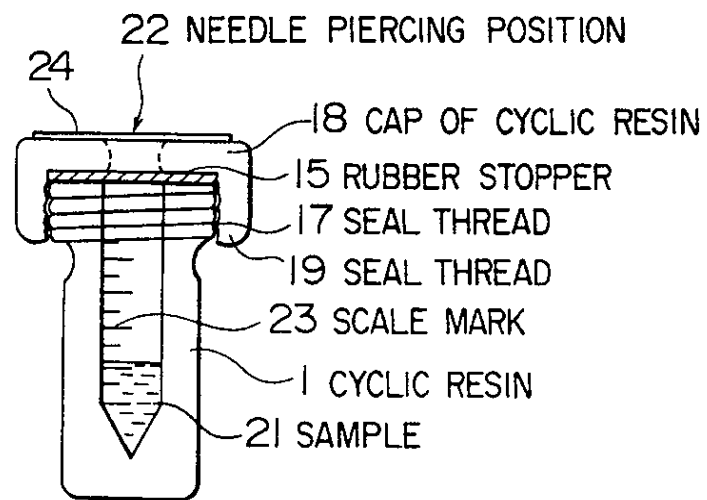 22 NEEDLE PIERCING POSITION
24
18 CAP OF CYCLIC RESIN
15 RUBBER STOPPER
17 SEAL THREAD
19 SEAL THREAD
23 SCALE MARK
1 CYCLIC RESIN
21 SAMPLE